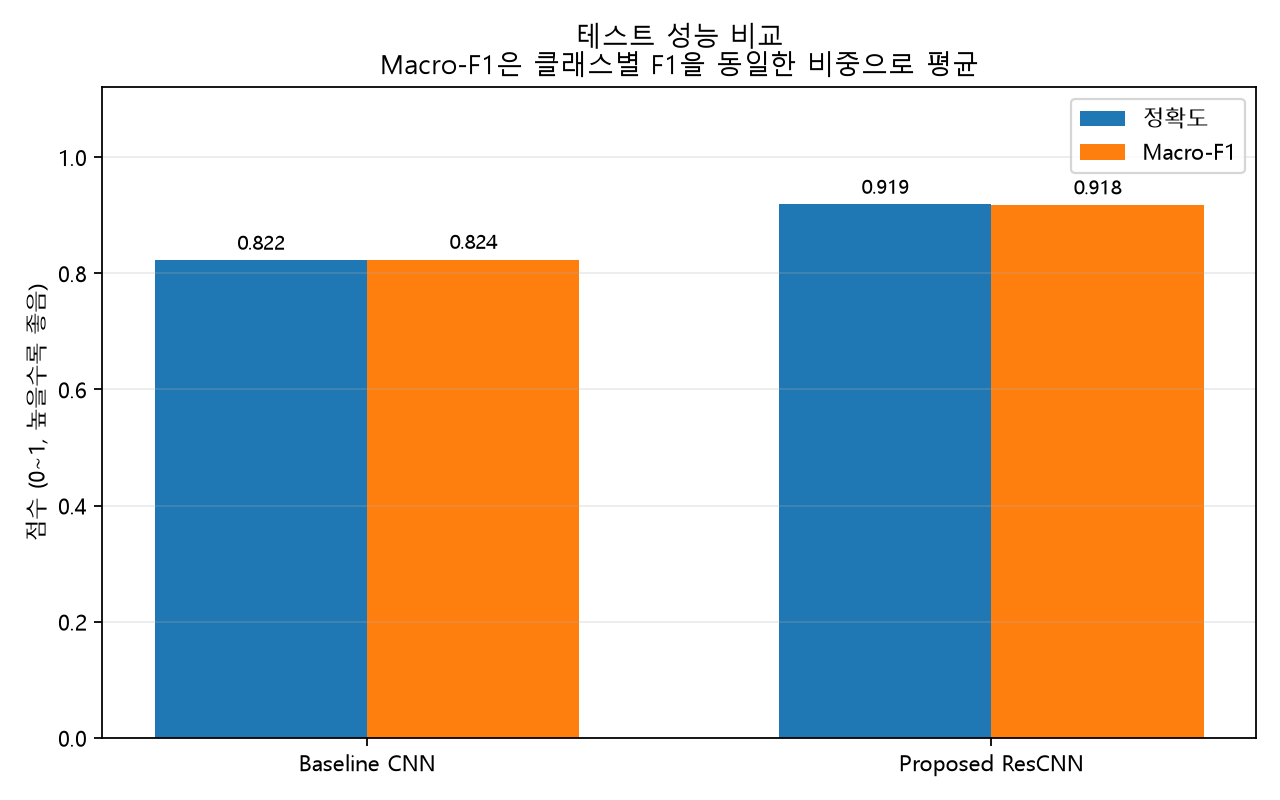 테스트 성능 비교
Macro-F1은 클래스별 F1을 동일한 비중으로 평균
정확도
Macro-F1
점수 (0~1, 높을수록 좋음)
1.0
0.8
0.6
0.4
0.2
0.0
0.822
0.824
0.919
0.918
Baseline CNN
Proposed ResCNN